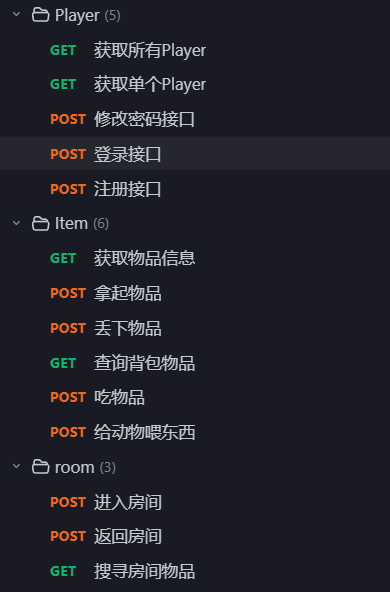 Player (5)
GET 获取所有Player
GET 获取单个Player
POST 修改密码接口
POST 登录接口
POST 注册接口
Item (6)
GET 获取物品信息
POST 拿起物品
POST 丢下物品
GET 查询背包物品
POST 吃物品
POST 给动物喂东西
room (3)
POST 进入房间
POST 返回房间
GET 搜寻房间物品